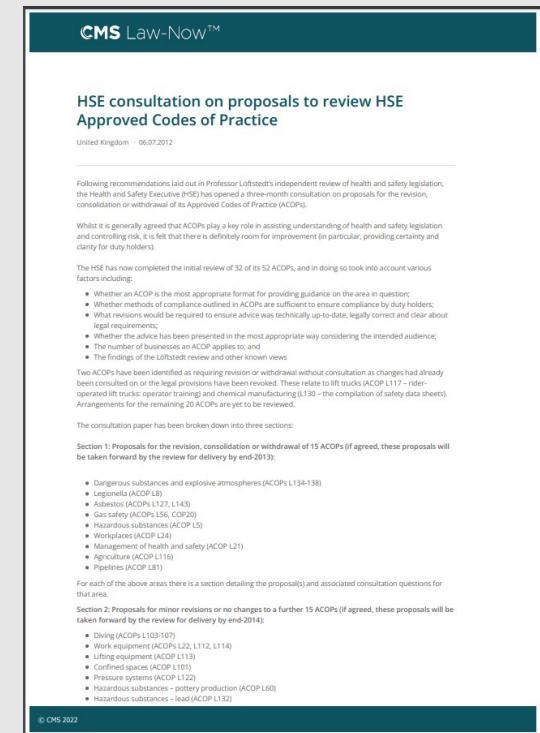 CMS Law-Now™
HSE consultation on proposals to review HSE
Approved Codes of Practice
United Kingdom · 06.07.2012
Following recommendations laid out in Professor Löftstedt's independent review of health and safety legislation,
the Health and Safety Executive (HSE) has opened a three-month consultation on proposals for the revision,
consolidation or withdrawal of its Approved Codes of Practice (ACOPs).
Whilst it is generally agreed that ACOPs play a key role in assisting understanding of health and safety legislation
and controlling risk, it is felt that there is definitely room for improvement (in particular, providing certainty and
clarity for duty holders).
The HSE has now completed the initial review of 32 of its 52 ACOPs, and in doing so took into account various
factors including:
● Whether an ACOP is the most appropriate format for providing guidance on the area in question;
● Whether methods of compliance outlined in ACOPs are sufficient to ensure compliance by duty holders;
● What revisions would be required to ensure advice was technically up-to-date, legally correct and clear about
legal requirements;
● Whether the advice has been presented in the most appropriate way considering the intended audience;
● The number of businesses an ACOP applies to; and
● The findings of the Löftstedt review and other known views
Two ACOPs have been identified as requiring revision or withdrawal without consultation as changes had already
been consulted on or the legal provisions have been revoked. These relate to lift trucks (ACOP L117 – rider-
operated lift trucks: operator training) and chemical manufacturing (L130 – the compilation of safety data sheets).
Arrangements for the remaining 20 ACOPs are yet to be reviewed.
The consultation paper has been broken down into three sections:
Section 1: Proposals for the revision, consolidation or withdrawal of 15 ACOPs (if agreed, these proposals will
be taken forward by the review for delivery by end-2013):
● Dangerous substances and explosive atmospheres (ACOPs L134-138)
● Legionella (ACOP L8)
● Asbestos (ACOPs L127, L143)
● Gas safety (ACOPs L56, COP20)
● Hazardous substances (ACOP L5)
● Workplaces (ACOP L24)
● Management of health and safety (ACOP L21)
● Agriculture (ACOP L116)
● Pipelines (ACOP L81)
For each of the above areas there is a section detailing the proposal(s) and associated consultation questions for
that area.
Section 2: Proposals for minor revisions or no changes to a further 15 ACOPs (if agreed, these proposals will be
taken forward by the review for delivery by end-2014):
● Diving (ACOPs L103-107)
● Work equipment (ACOPs L22, L112, L114)
● Lifting equipment (ACOP L113)
● Confined spaces (ACOP L101)
● Pressure systems (ACOP L122)
● Hazardous substances – pottery production (ACOP L60)
● Hazardous substances – lead (ACOP L132)
© CMS 2022